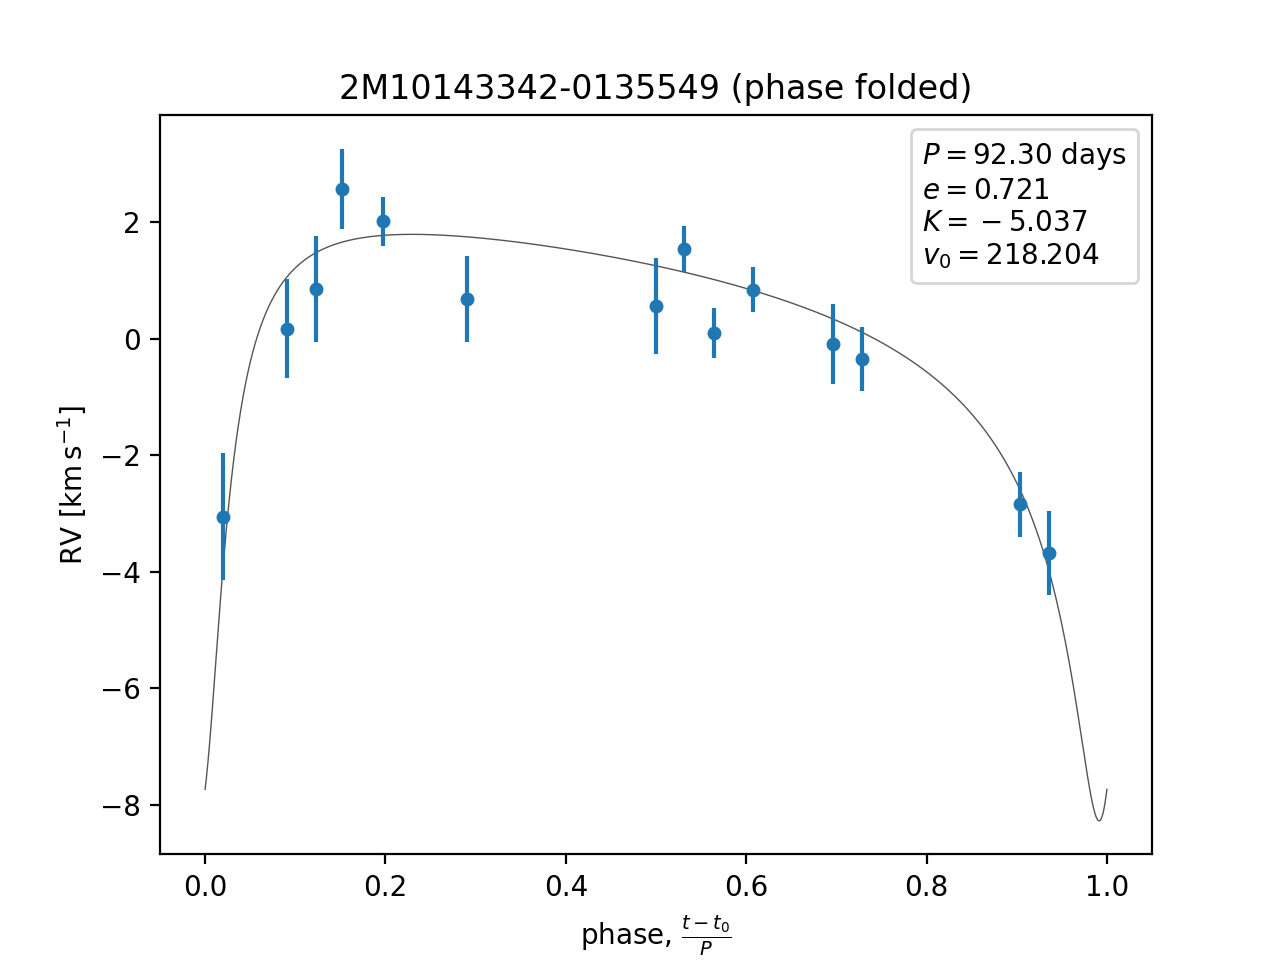 2M10143342-0135549 (phase folded)
P = 92.30 days
e = 0.721
K = −5.037
v₀ = 218.204
RV [km s⁻¹]
2
0
−2
−4
−6
−8
0.0 0.2 0.4 0.6 0.8 1.0
phase, (t − t₀)/P